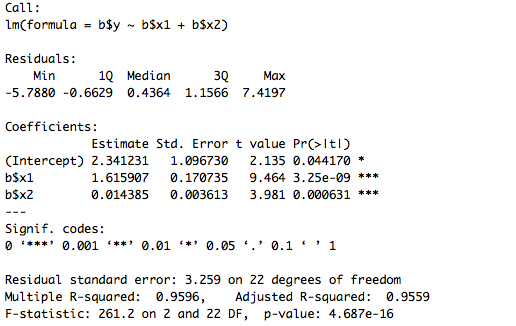 Call:
lm(formula = b$y ~ b$x1 + b$x2)
Residuals:
    Min      1Q  Median      3Q     Max
-5.7880 -0.6629  0.4364  1.1566  7.4197
Coefficients:
            Estimate Std. Error t value Pr(>|t|)
(Intercept) 2.341231   1.096730   2.135 0.044170 *
b$x1        1.615907   0.170735   9.464 3.25e-09 ***
b$x2        0.014385   0.003613   3.981 0.000631 ***
---
Signif. codes:
0 ‘***’ 0.001 ‘**’ 0.01 ‘*’ 0.05 ‘.’ 0.1 ‘ ’ 1
Residual standard error: 3.259 on 22 degrees of freedom
Multiple R-squared:  0.9596,    Adjusted R-squared:  0.9559
F-statistic: 261.2 on 2 and 22 DF,  p-value: 4.687e-16